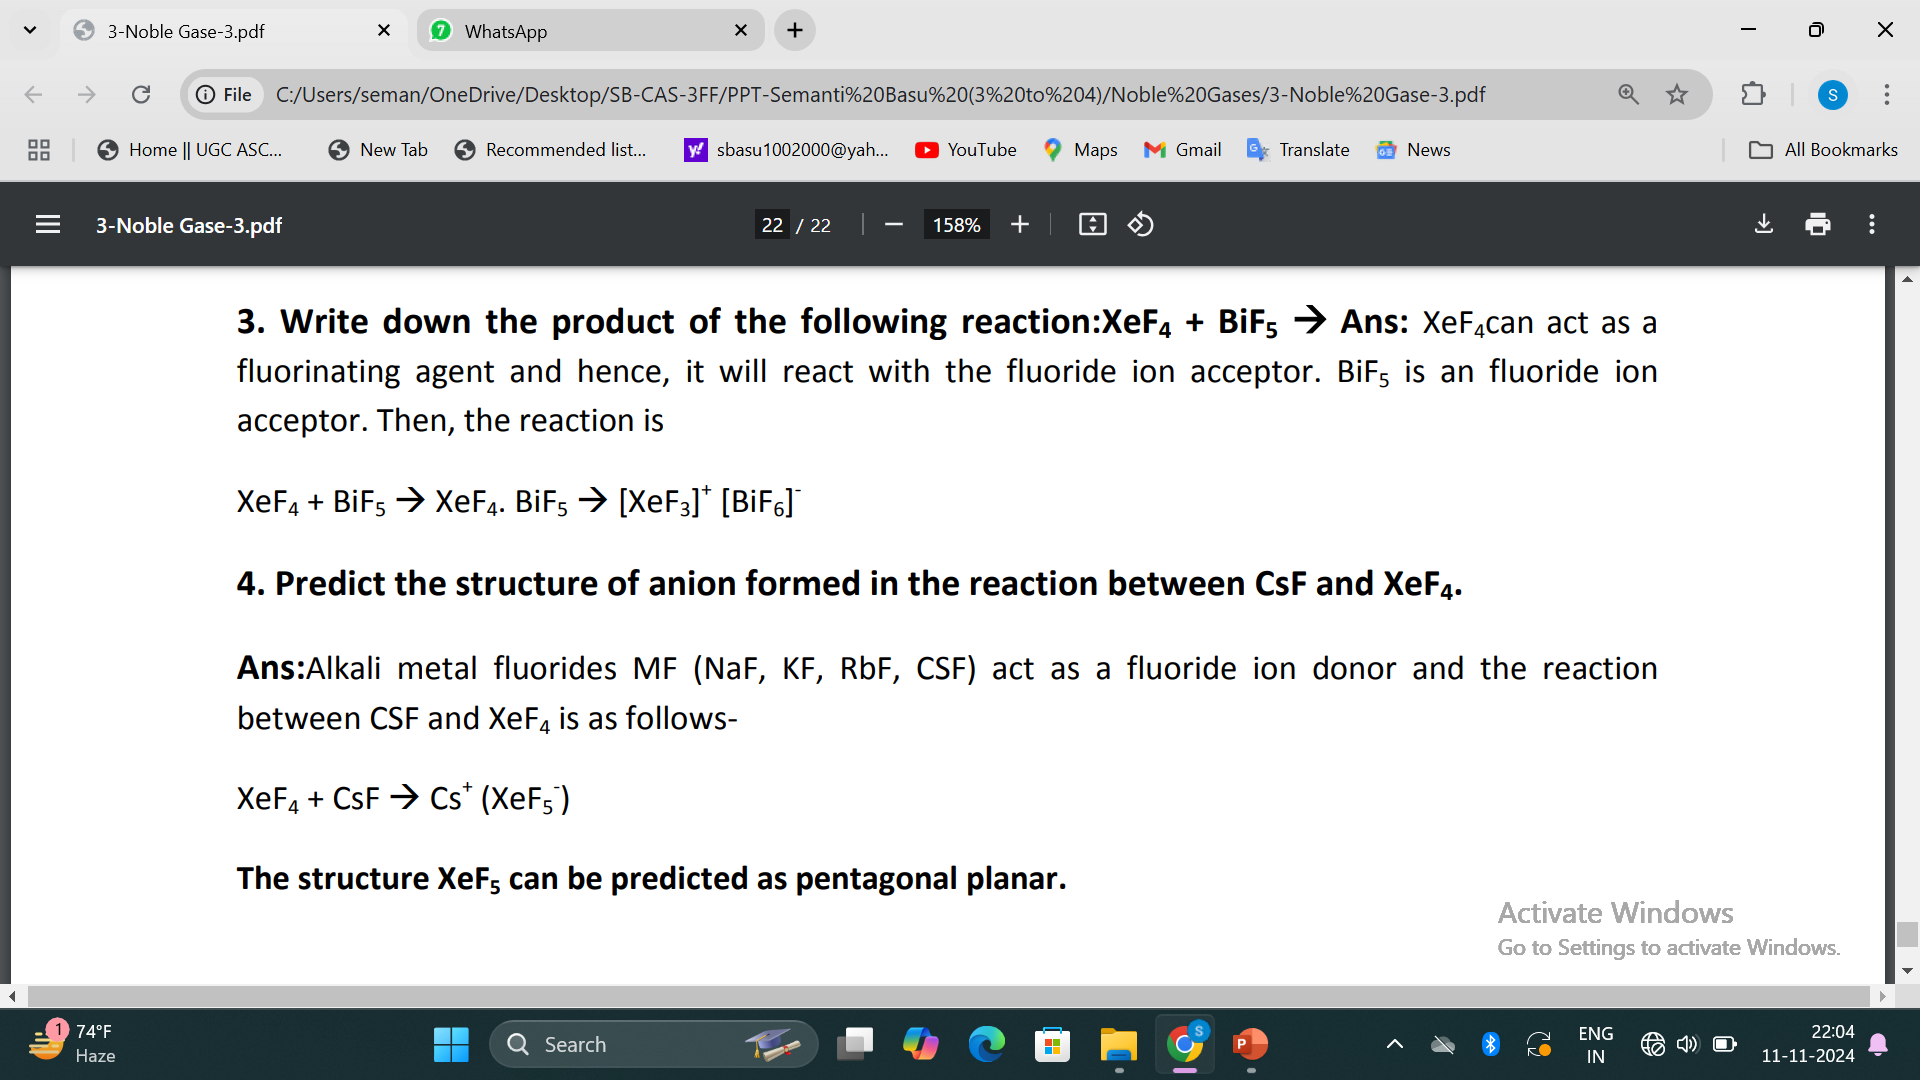 3-Noble Gase-3.pdf
7 WhatsApp
File C:/Users/seman/OneDrive/Desktop/SB-CAS-3FF/PPT-Semanti%20Basu%20(3%20to%204)/Noble%20Gases/3-Noble%20Gase-3.pdf S
Home || UGC ASC... New Tab Recommended list... y! sbasu1002000@yah... YouTube Maps Gmail Translate News All Bookmarks
3-Noble Gase-3.pdf 22 / 22 158%
3. Write down the product of the following reaction:XeF₄ + BiF₅ → Ans: XeF₄can act as a
fluorinating agent and hence, it will react with the fluoride ion acceptor. BiF₅ is an fluoride ion
acceptor. Then, the reaction is
XeF₄ + BiF₅ → XeF₄. BiF₅ → [XeF₃]⁺ [BiF₆]⁻
4. Predict the structure of anion formed in the reaction between CsF and XeF₄.
Ans:Alkali metal fluorides MF (NaF, KF, RbF, CSF) act as a fluoride ion donor and the reaction
between CSF and XeF₄ is as follows-
XeF₄ + CsF → Cs⁺ (XeF₅⁻)
The structure XeF₅ can be predicted as pentagonal planar.
Activate Windows
Go to Settings to activate Windows.
1 74°F
Haze
Search
S
P
ENG
IN
22:04
11-11-2024